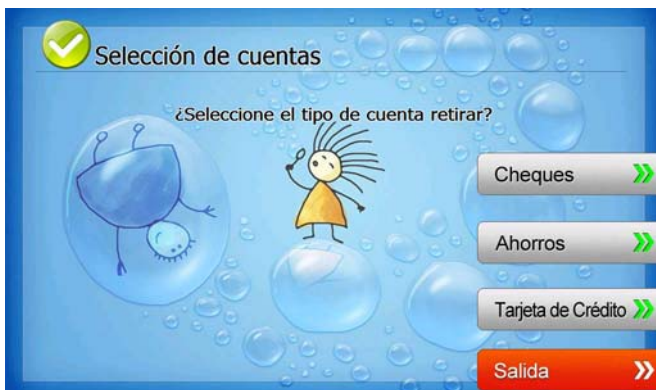 Selección de cuentas
¿Seleccione el tipo de cuenta retirar?
Cheques
Ahorros
Tarjeta de Crédito
Salida